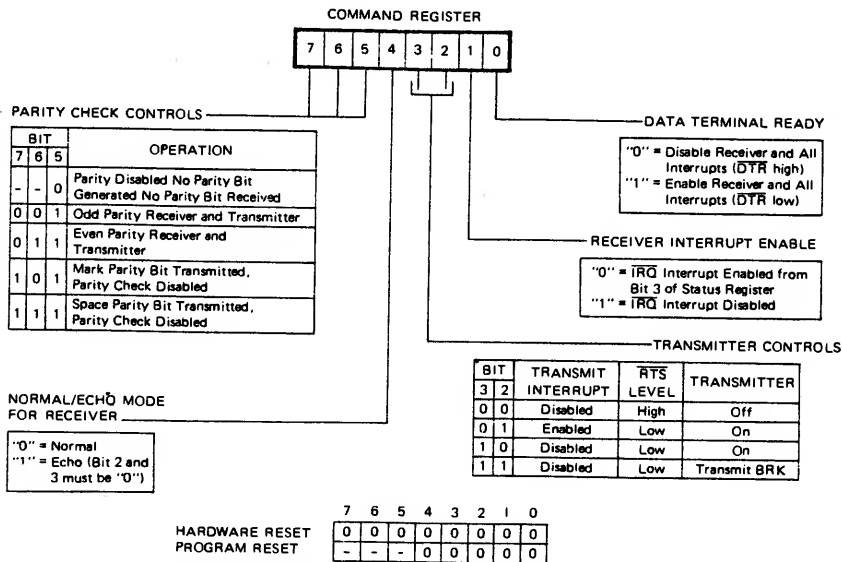 COMMAND REGISTER
7 6 5 4 3 2 1 0
PARITY CHECK CONTROLS
BIT
OPERATION
7 6 5
- - 0 Parity Disabled No Parity Bit
Generated No Parity Bit Received
0 0 1 Odd Parity Receiver and Transmitter
0 1 1 Even Parity Receiver and
Transmitter
1 0 1 Mark Parity Bit Transmitted,
Parity Check Disabled
1 1 1 Space Parity Bit Transmitted,
Parity Check Disabled
DATA TERMINAL READY
"0" = Disable Receiver and All
Interrupts (DTR high)
"1" = Enable Receiver and All
Interrupts (DTR low)
RECEIVER INTERRUPT ENABLE
"0" = IRQ Interrupt Enabled from
Bit 3 of Status Register
"1" = IRQ Interrupt Disabled
TRANSMITTER CONTROLS
BIT TRANSMIT RTS TRANSMITTER
3 2 INTERRUPT LEVEL
0 0 Disabled High Off
0 1 Enabled Low On
1 0 Disabled Low On
1 1 Disabled Low Transmit BRK
NORMAL/ECHO MODE
FOR RECEIVER
"0" = Normal
"1" = Echo (Bit 2 and
3 must be "0")
7 6 5 4 3 2 1 0
HARDWARE RESET 0 0 0 0 0 0 0 0
PROGRAM RESET - - - 0 0 0 0 0